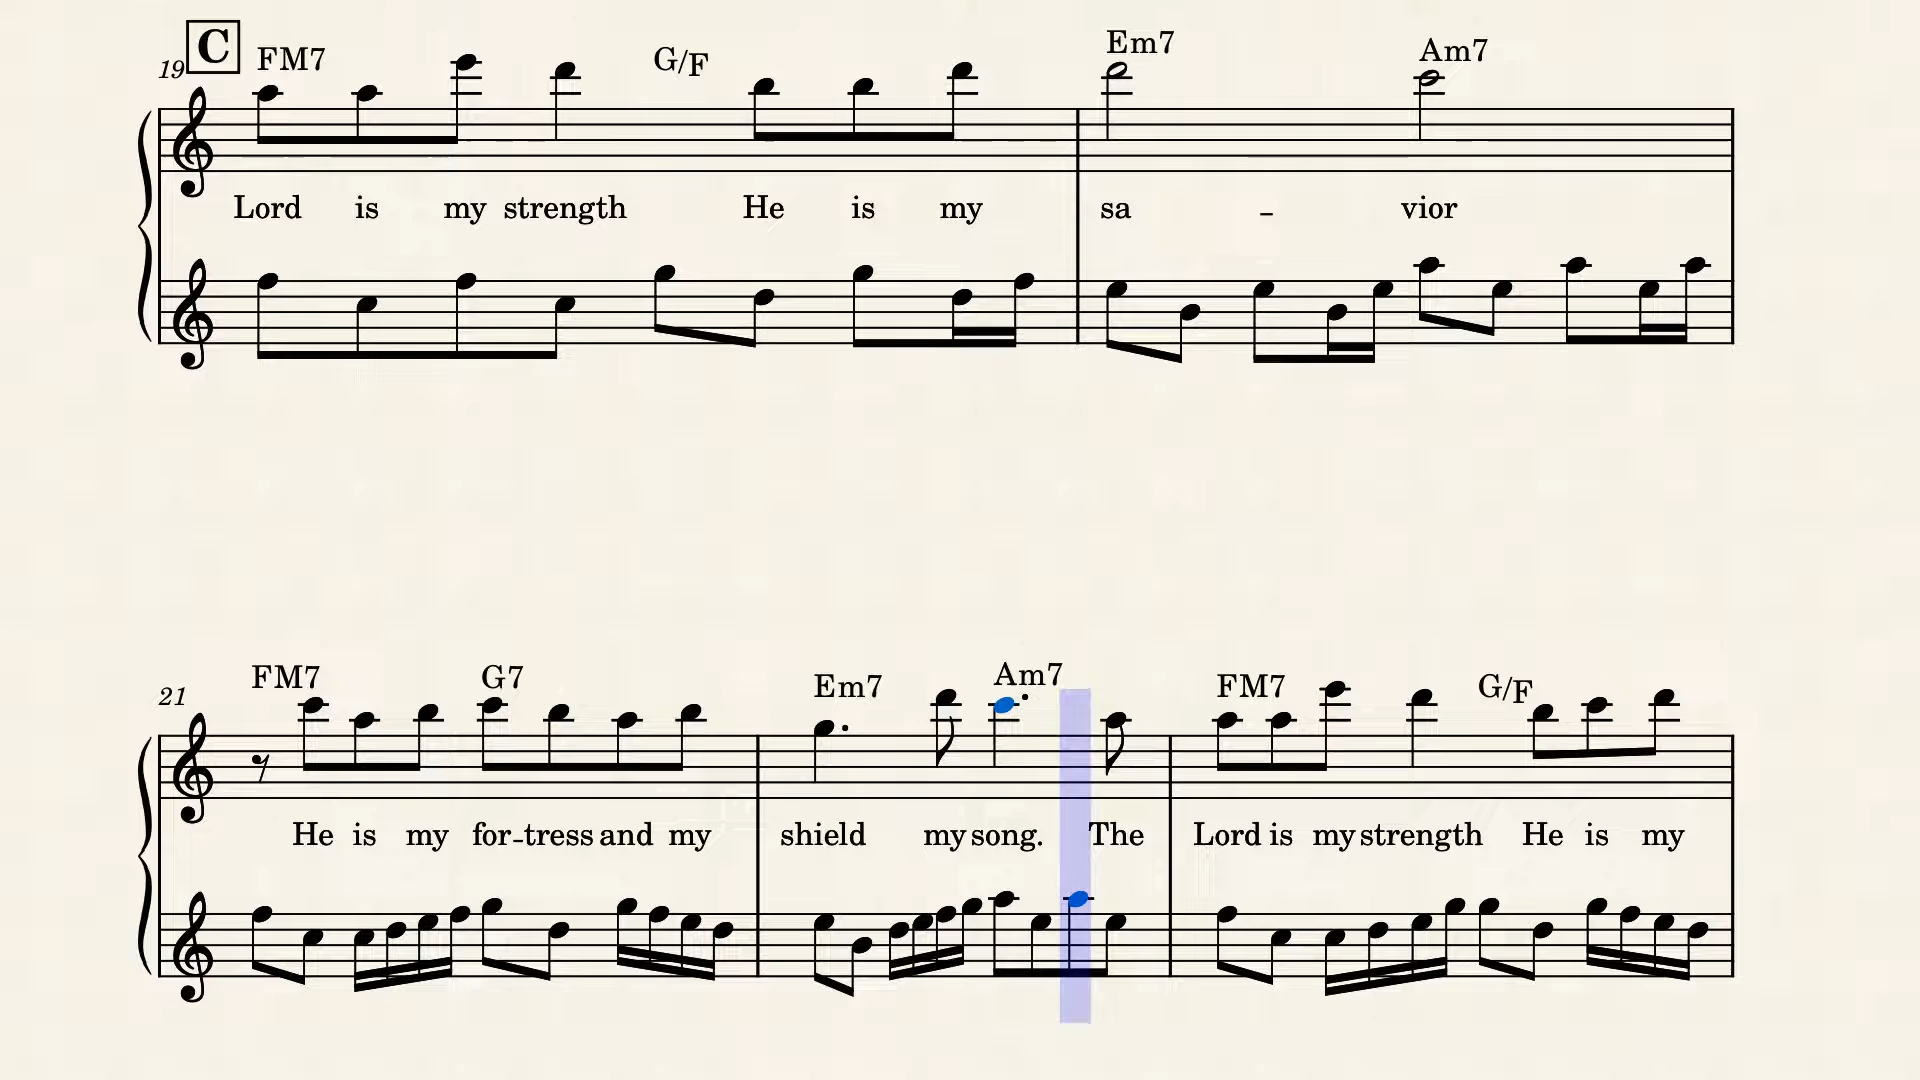 C
19 FM7 G/F Em7 Am7
Lord is my strength He is my sa - vior
21 FM7 G7 Em7 Am7 FM7 G/F
He is my for-tress and my shield my song. The Lord is my strength He is my